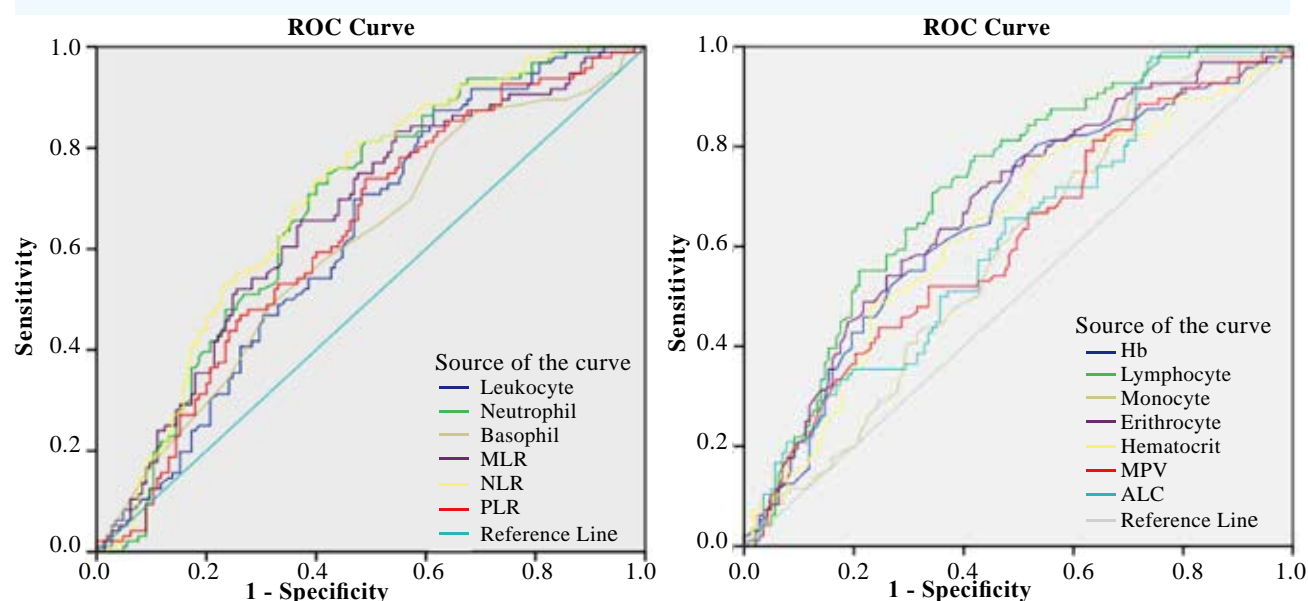 ROC Curve
1.0
0.8
0.6
0.4
0.2
0.0
Sensitivity
0.0 0.2 0.4 0.6 0.8 1.0
1 - Specificity
Source of the curve
Leukocyte
Neutrophil
Basophil
MLR
NLR
PLR
Reference Line
ROC Curve
1.0
0.8
0.6
0.4
0.2
0.0
Sensitivity
0.0 0.2 0.4 0.6 0.8 1.0
1 - Specificity
Source of the curve
Hb
Lymphocyte
Monocyte
Erithrocyte
Hematocrit
MPV
ALC
Reference Line